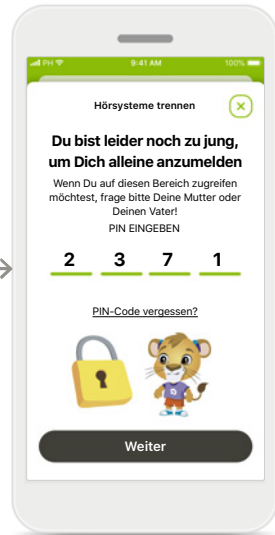 PH 9:41 AM 100%
Hörsysteme trennen
Du bist leider noch zu jung,
um Dich alleine anzumelden
Wenn Du auf diesen Bereich zugreifen
möchtest, frage bitte Deine Mutter oder
Deinen Vater!
PIN EINGEBEN
2 3 7 1
PIN-Code vergessen?
Weiter